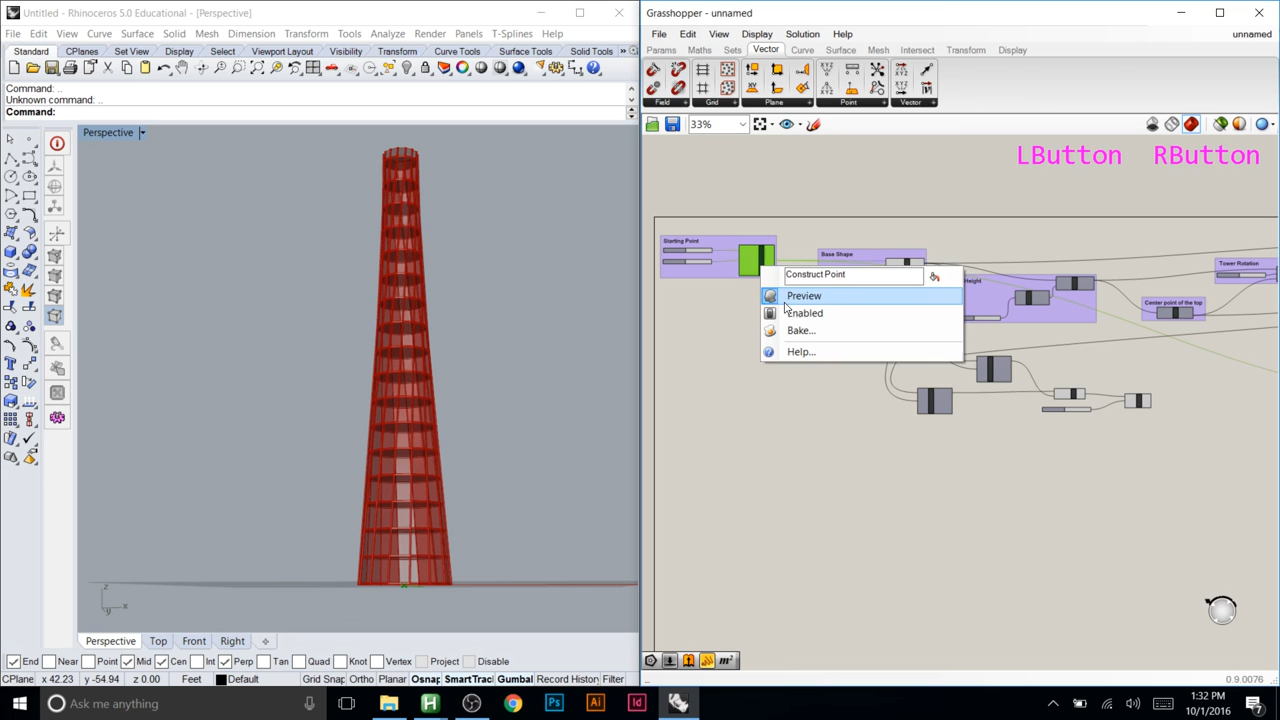 Untitled - Rhinoceros 5.0 Educational - [Perspective]
File Edit View Curve Surface Solid Mesh Dimension Transform Tools Analyze Render Panels T-Splines Help
Standard CPlanes Set View Display Select Viewport Layout Visibility Transform Curve Tools Surface Tools Solid Tools
Command: ..
Unknown command: ..
Command:
Perspective
z
x
y
Perspective Top Front Right
End Near Point Mid Cen Int Perp Tan Quad Knot Vertex Project Disable
CPlane x 42.23 y -54.94 z 0.00 Feet Default Grid Snap Ortho Planar Osnap SmartTrack Gumball Record History Filter
Grasshopper - unnamed
File Edit View Display Solution Help unnamed
Params Maths Sets Vector Curve Surface Mesh Intersect Transform Display
Field Grid Plane Point Vector
33%
LButton RButton
Starting Point
Base Shape
Height
Tower Rotation
Center point of the top
Construct Point
Preview
Enabled
Bake...
Help...
m²
..
0.9.0076
Ask me anything
Ps Ai Id
1:32 PM
10/1/2016
7